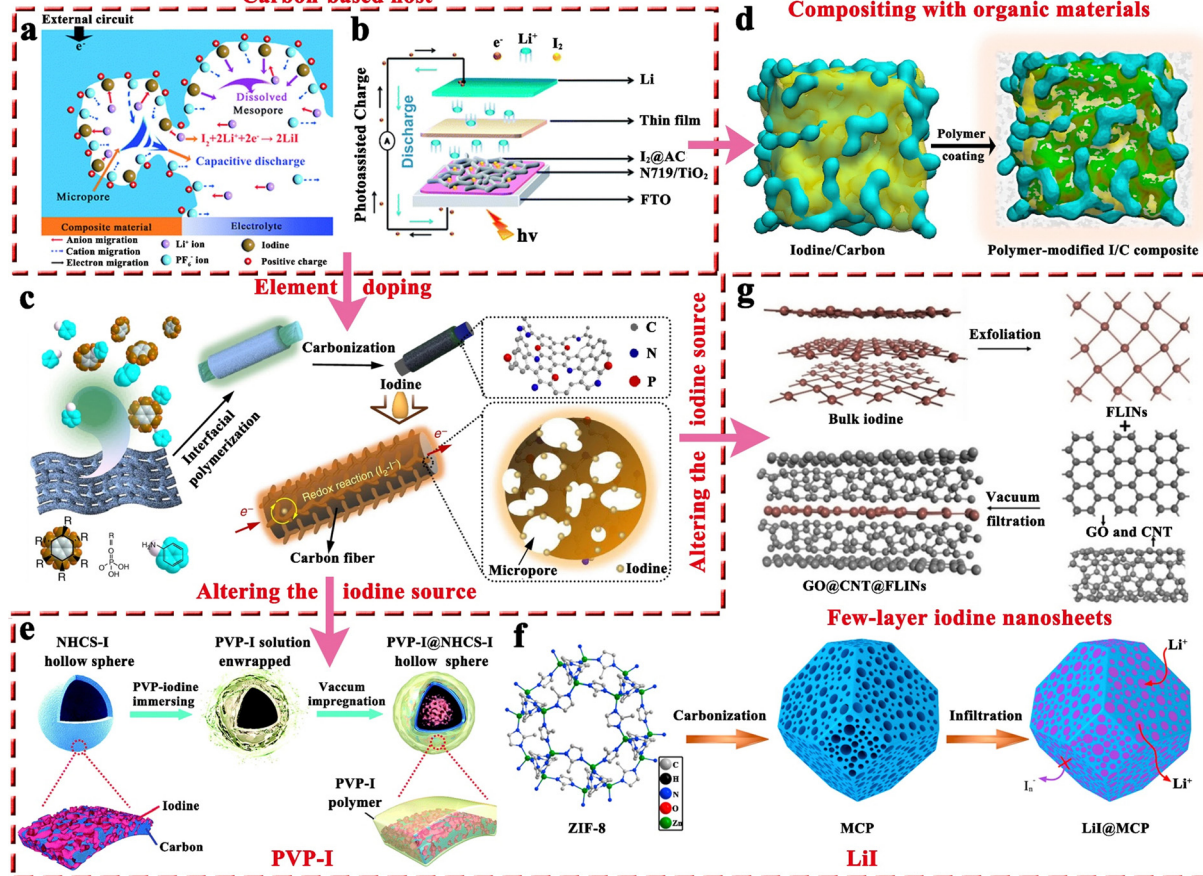 Carbon-based host
a
External circuit
e⁻
Dissolved
Mesopore
I₂+2Li⁺+2e⁻→ 2LiI
Capacitive discharge
Micropore
Composite material
Electrolyte
Anion migration
Cation migration
Electron migration
Li⁺ ion
PF₆⁻ ion
Iodine
Positive charge
b
Photoassisted Charge
Discharge
A
e⁻
Li⁺
I₂
Li
Thin film
I₂@AC
N719/TiO₂
FTO
hv
Compositing with organic materials
d
Polymer
coating
Iodine/Carbon
Polymer-modified I/C composite
Element doping
c
Interfacial
polymerization
Carbonization
Iodine
C
N
P
e⁻
Redox reaction (I₂-I⁻)
e⁻
Carbon fiber
Micropore
Iodine
R
R
R
R
R
R
R
II
O
P
OH
O
OH
H₂N
Altering the iodine source
g
Exfoliation
Bulk iodine
FLINs
+
Vacuum
filtration
GO and CNT
GO@CNT@FLINs
Few-layer iodine nanosheets
Altering the iodine source
e
NHCS-I
hollow sphere
PVP-iodine
immersing
PVP-I solution
enwrapped
Vaccum
impregnation
PVP-I@NHCS-I
hollow sphere
Iodine
Carbon
PVP-I
polymer
PVP-I
f
Carbonization
C
H
N
O
Zn
ZIF-8
MCP
Infiltration
Li⁺
Iₙ⁻
Li⁺
LiI@MCP
LiI